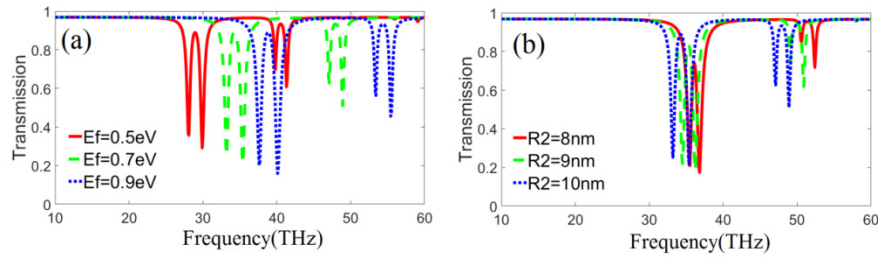 (a)
Transmission
1
0.8
0.6
0.4
0.2
0
Ef=0.5eV
Ef=0.7eV
Ef=0.9eV
10 20 30 40 50 60
Frequency(THz)
(b)
Transmission
1
0.8
0.6
0.4
0.2
0
R2=8nm
R2=9nm
R2=10nm
10 20 30 40 50 60
Frequency(THz)